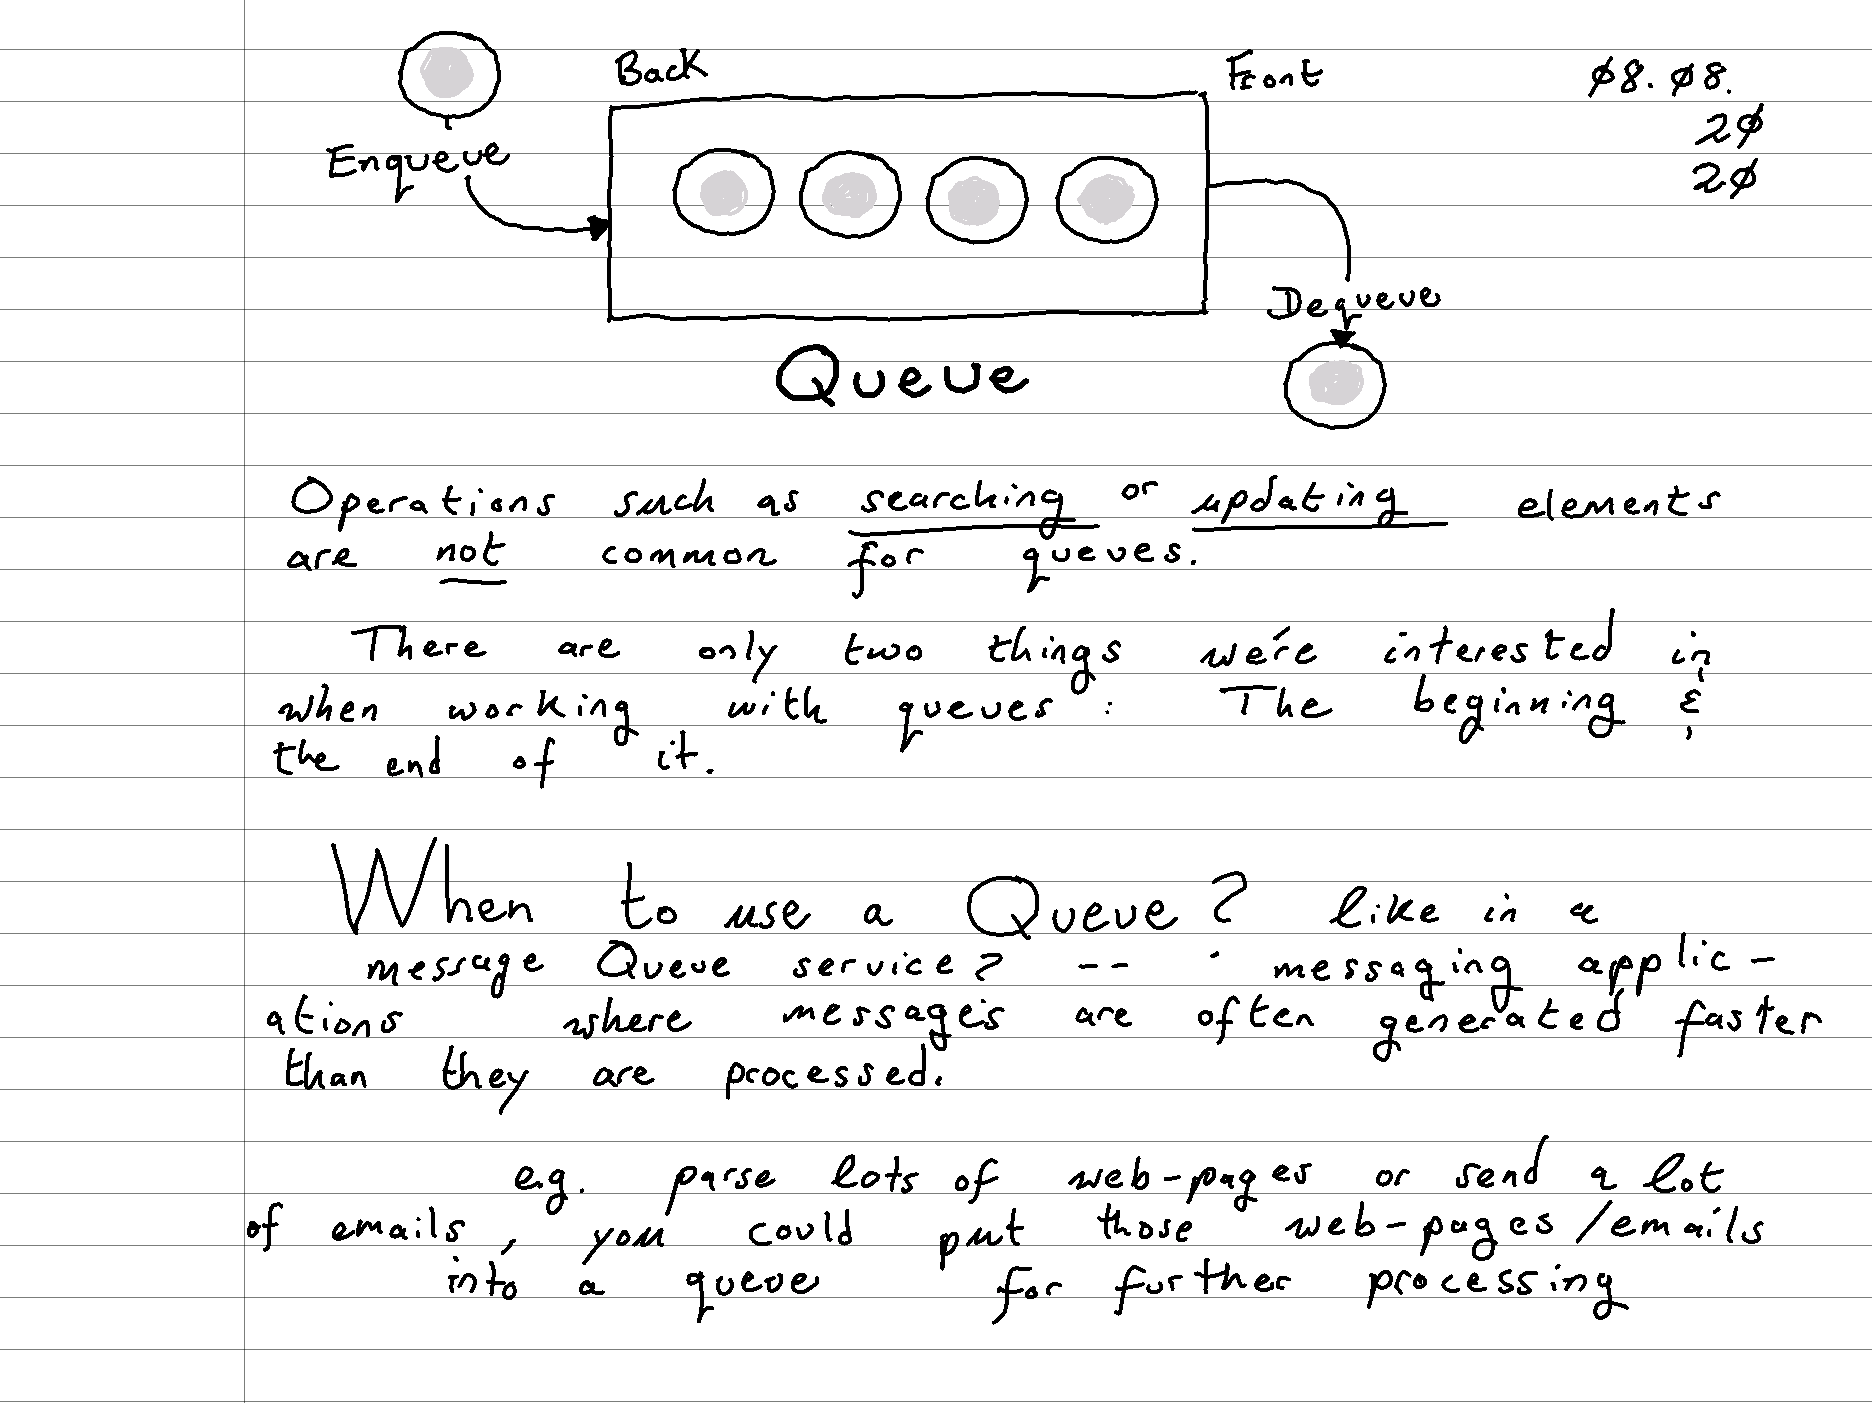 Back
Front
ø8. ø8.
2ø
2ø
Enqueue
Dequeue
Queue
Operations such as searching or updating elements
are not common for queues.
There are only two things we're interested in
when working with queues: The beginning &
the end of it.
When to use a Queue? like in a
message Queue service? -- · messaging applic-
ations where message's are often generated faster
than they are processed.
e.g. parse lots of web-pages or send a lot
of emails, you could put those web-pages/emails
into a queue for further processing